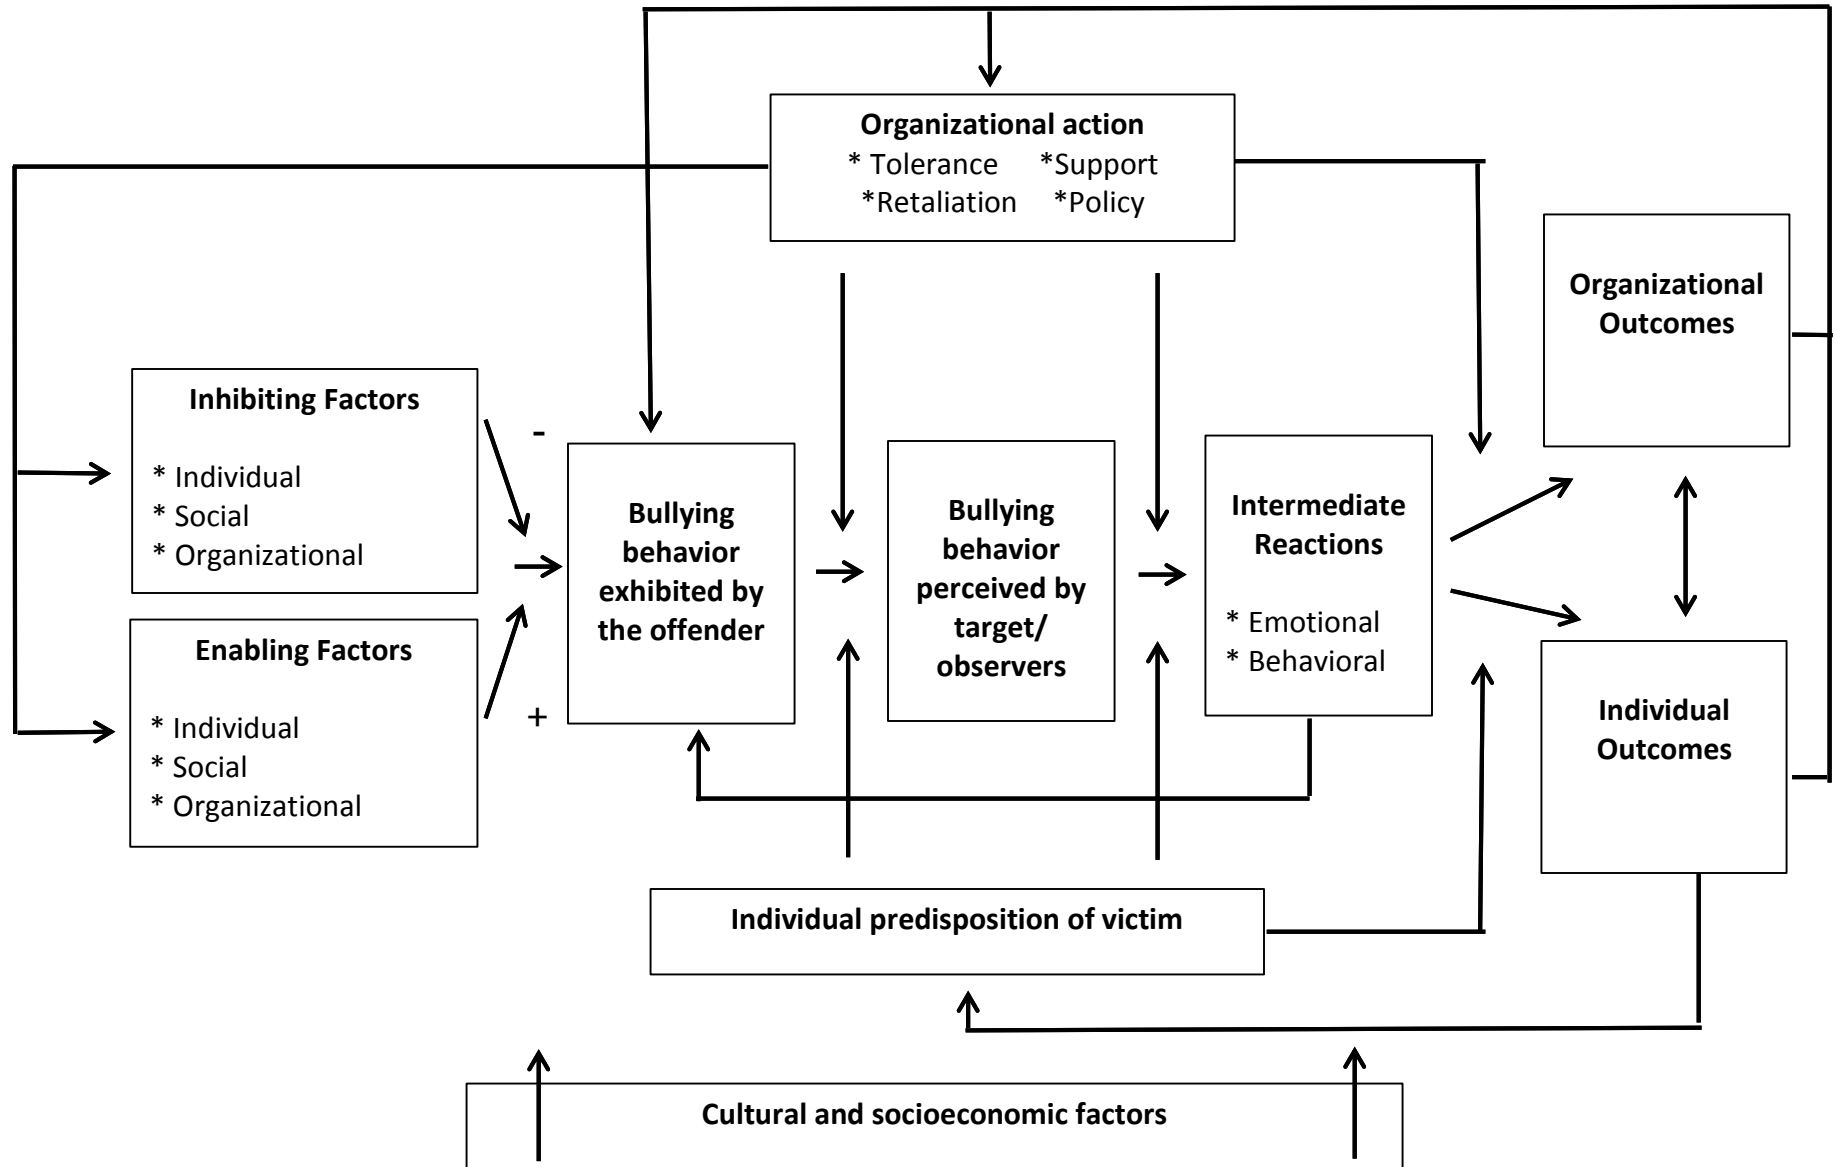 Organizational action
* Tolerance *Support
*Retaliation *Policy
Organizational
Outcomes
Inhibiting Factors
* Individual
* Social
* Organizational
-
Enabling Factors
* Individual
* Social
* Organizational
+
Bullying
behavior
exhibited by
the offender
Bullying
behavior
perceived by
target/
observers
Intermediate
Reactions
* Emotional
* Behavioral
Individual
Outcomes
Individual predisposition of victim
Cultural and socioeconomic factors